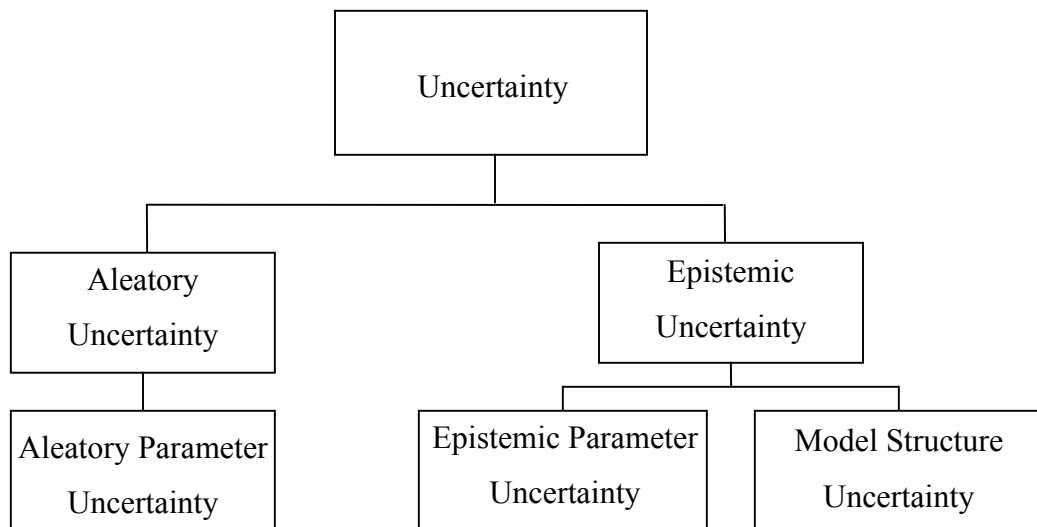 Uncertainty
Aleatory
Uncertainty
Epistemic
Uncertainty
Aleatory Parameter
Uncertainty
Epistemic Parameter
Uncertainty
Model Structure
Uncertainty